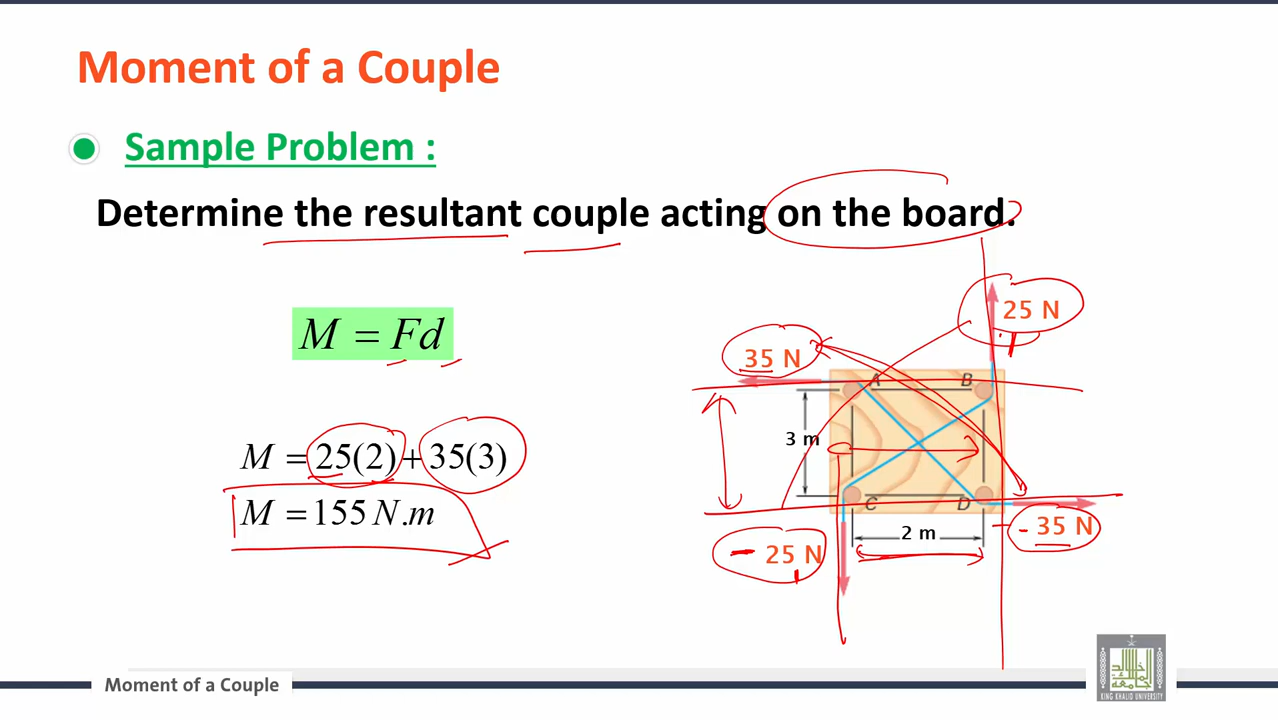 Moment of a Couple
Sample Problem :
Determine the resultant couple acting on the board.
M = Fd
M = 25(2) + 35(3)
M = 155 N.m
25 N
35 N
A
B
3 m
C
D
2 m
- 25 N
- 35 N
Moment of a Couple
KING KHALID UNIVERSITY